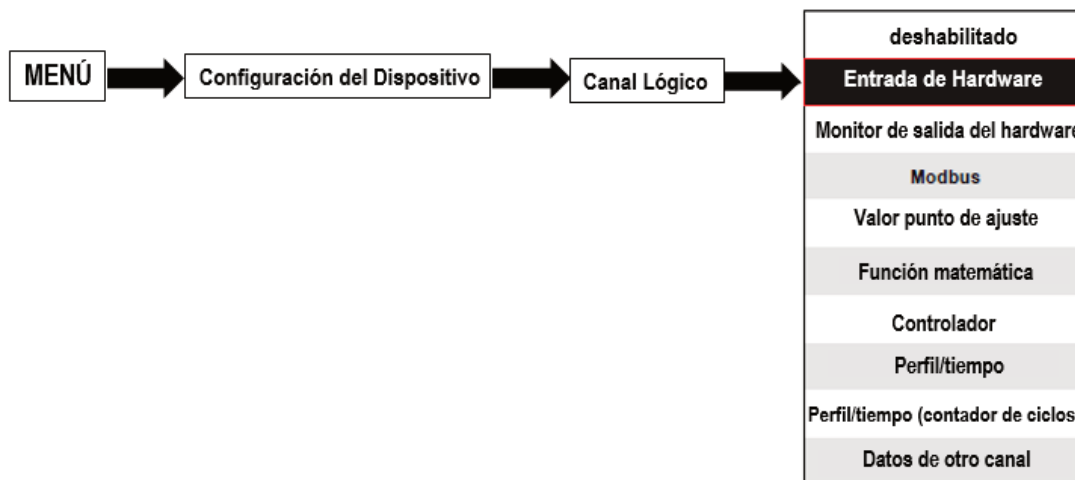 MENÚ
Configuración del Dispositivo
Canal Lógico
deshabilitado
Entrada de Hardware
Monitor de salida del hardware
Modbus
Valor punto de ajuste
Función matemática
Controlador
Perfil/tiempo
Perfil/tiempo (contador de ciclos
Datos de otro canal